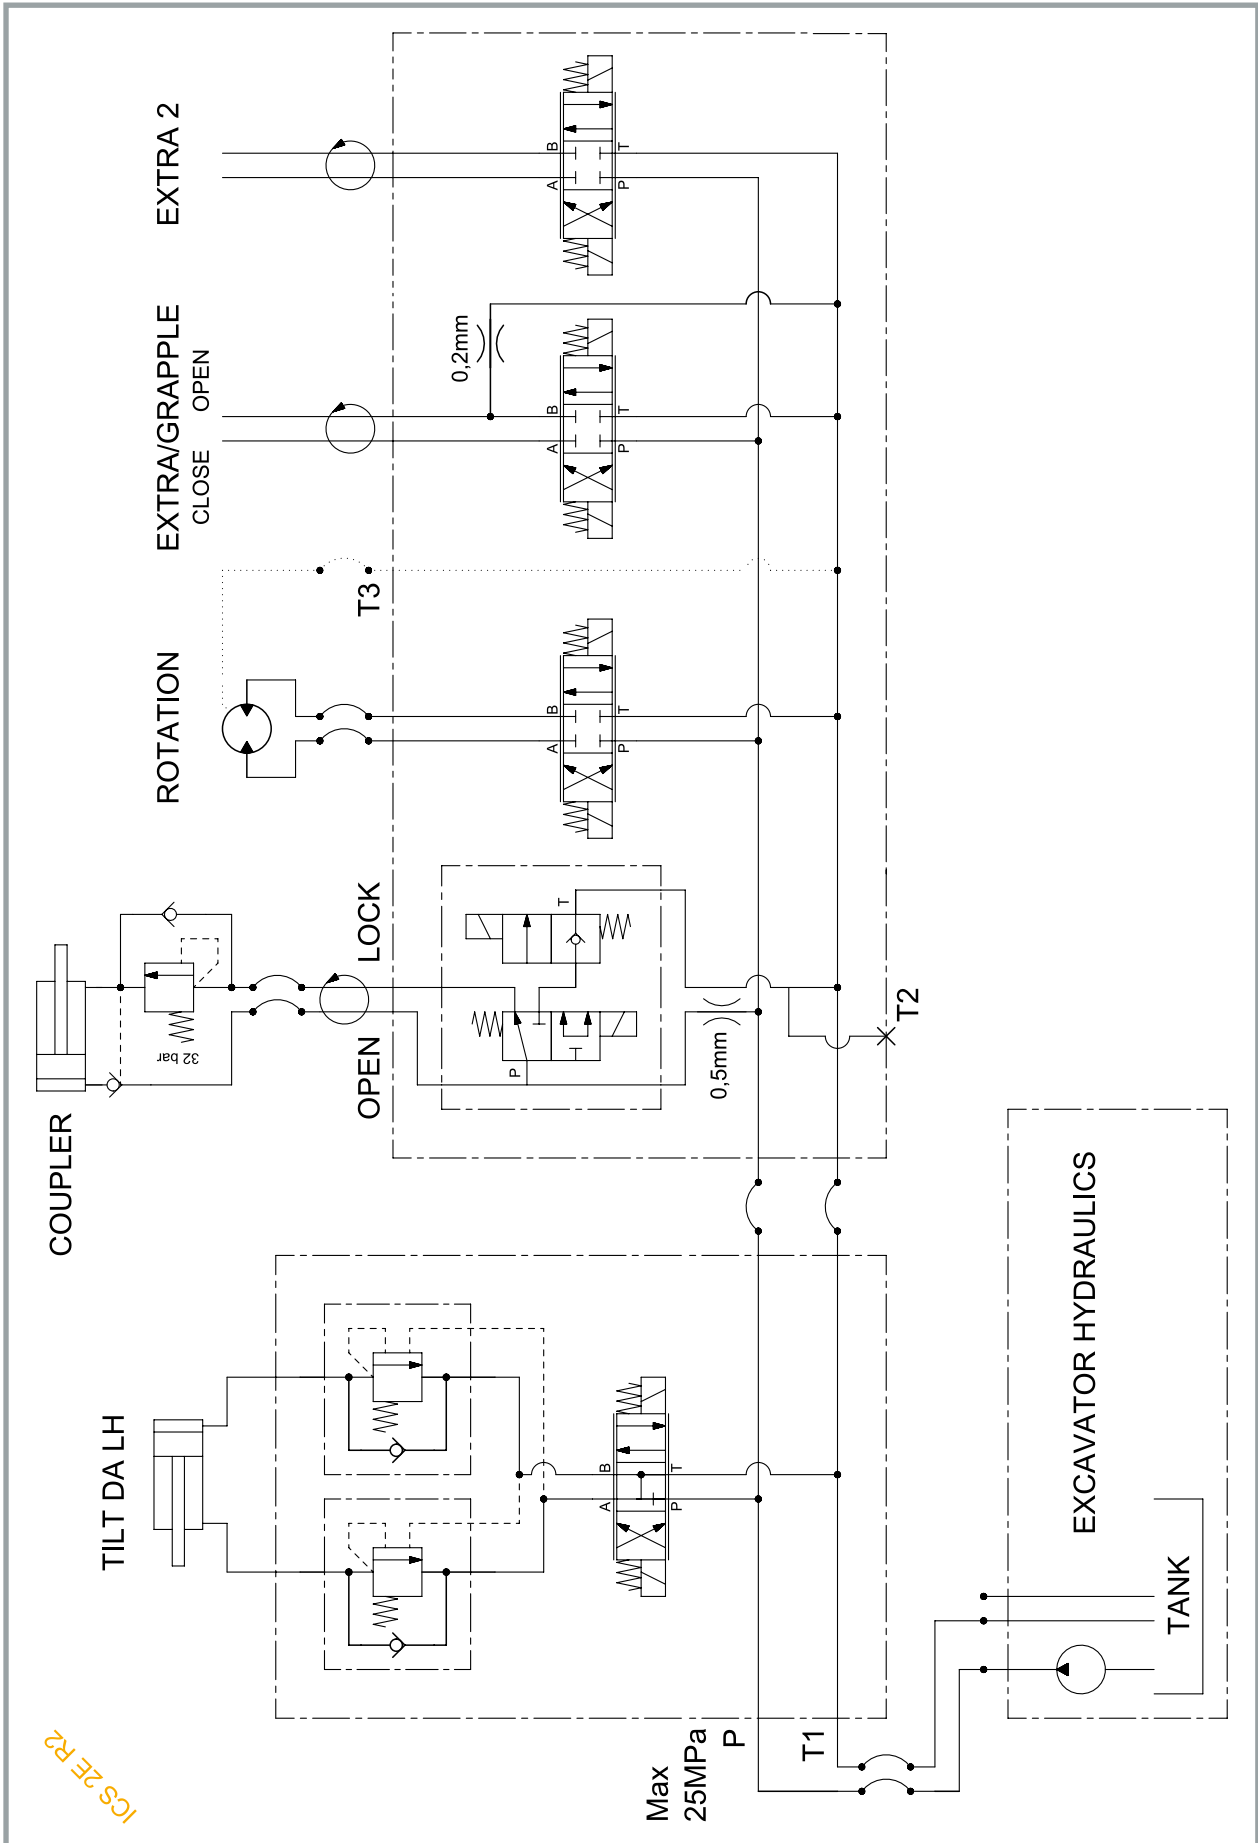 EXTRA 2
EXTRA/GRAPPLE
CLOSE OPEN
ROTATION
COUPLER
TILT DA LH
B
A
T
P
0,2mm
B
A
T
P
T3
B
A
T
P
LOCK
OPEN
32 bar
T
P
0,5mm
T2
B
A
T
P
Max
25MPa
P
T1
EXCAVATOR HYDRAULICS
TANK
ICS 2E R2